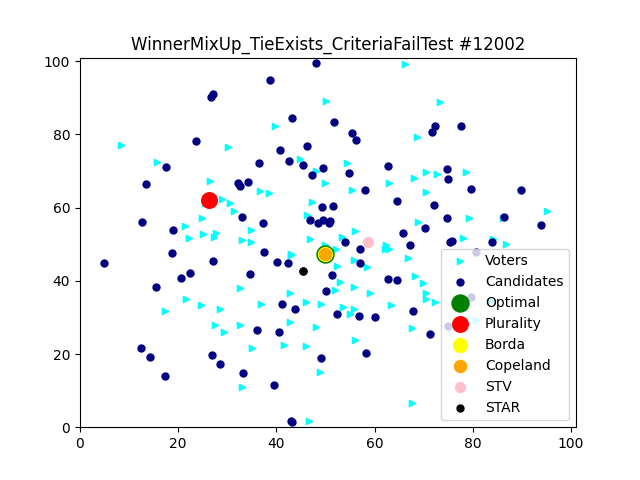 WinnerMixUp_TieExists_CriteriaFailTest #12002
100
80
60
40
20
0
0
20
40
60
80
100
Voters
Candidates
Optimal
Plurality
Borda
Copeland
STV
STAR